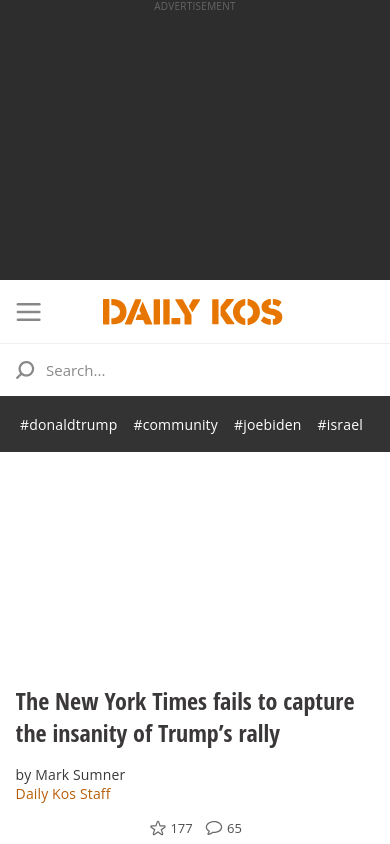 ADVERTISEMENT
DAILY KOS
Search...
#donaldtrump #community #joebiden #israel
The New York Times fails to capture
the insanity of Trump’s rally
by Mark Sumner
Daily Kos Staff
177 65